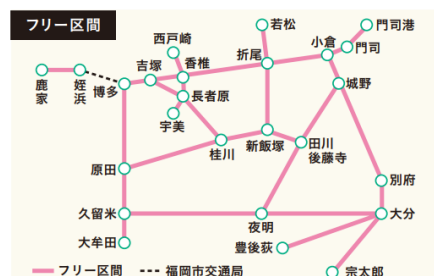 フリー区間
若松
門司港
西戸崎
小倉
門司
折尾
吉塚
香椎
城野
鹿家
姪浜
博多
長者原
宇美
桂川
新飯塚
田川
後藤寺
原田
別府
久留米
夜明
大分
大牟田
豊後荻
宗太郎
フリー区間
福岡市交通局